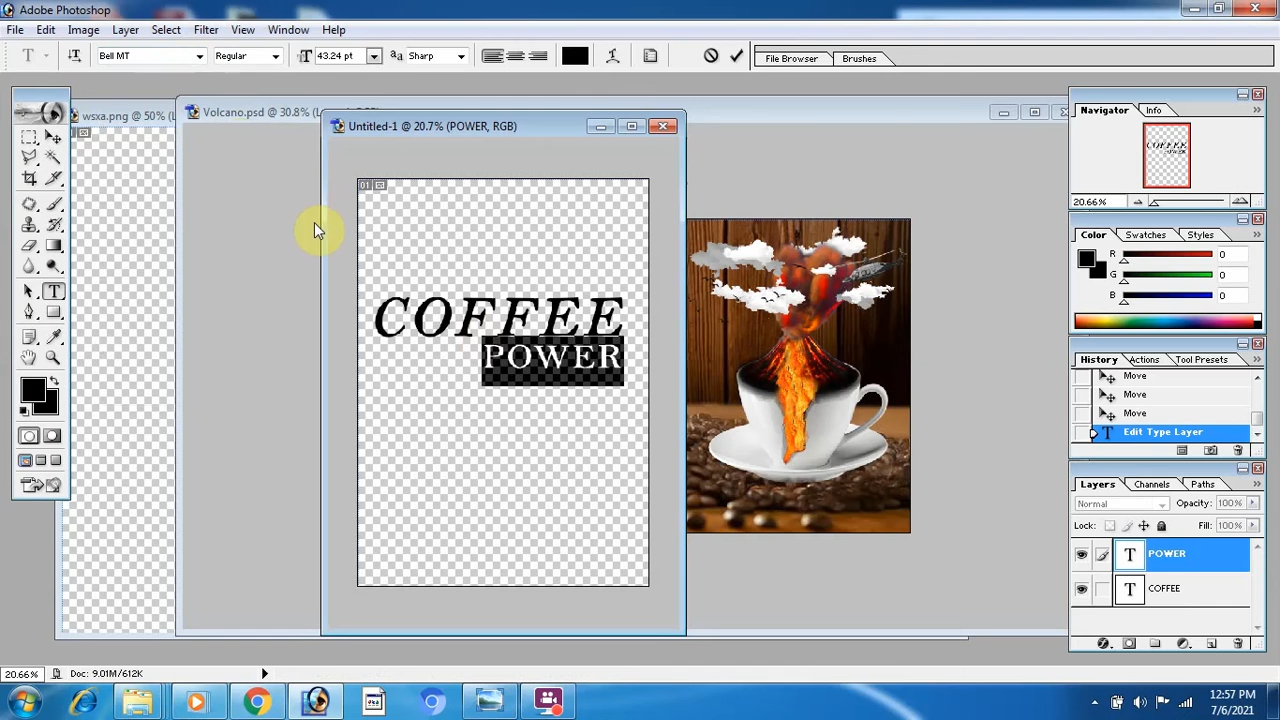 Adobe Photoshop
File Edit Image Layer Select Filter View Window Help
T Bell MT Regular T 43.24 pt aa Sharp File Browser Brushes
wsxa.png @ 50% (L
Volcano.psd @ 30.8% (L
Untitled-1 @ 20.7% (POWER, RGB)
01
COFFEE
POWER
Navigator Info
COFFEE
20.66%
Color Swatches Styles
R 0
G 0
B 0
History Actions Tool Presets
Move
Move
Move
T Edit Type Layer
Layers Channels Paths
Normal Opacity: 100%
Lock: Fill: 100%
T POWER
T COFFEE
20.66% Doc: 9.01M/612K
12:57 PM
7/6/2021